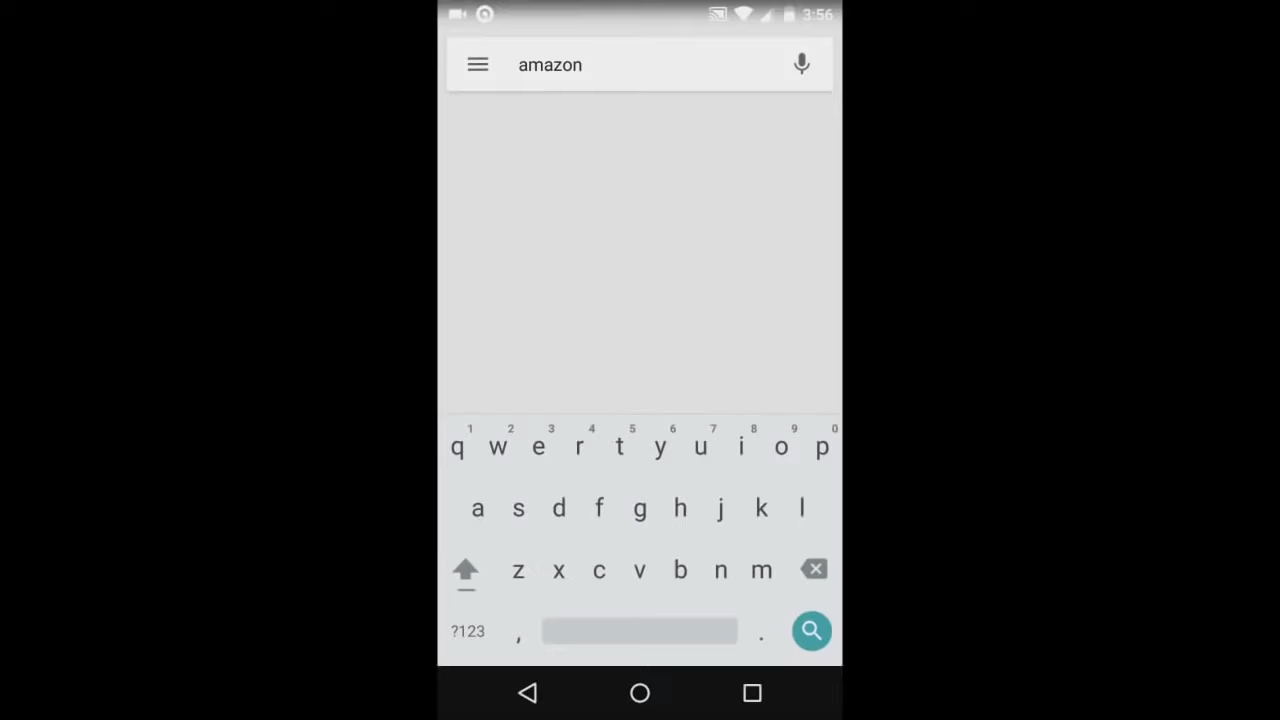 3:56
amazon
1 2 3 4 5 6 7 8 9 0
q w e r t y u i o p
a s d f g h j k l
z x c v b n m
?123 , .